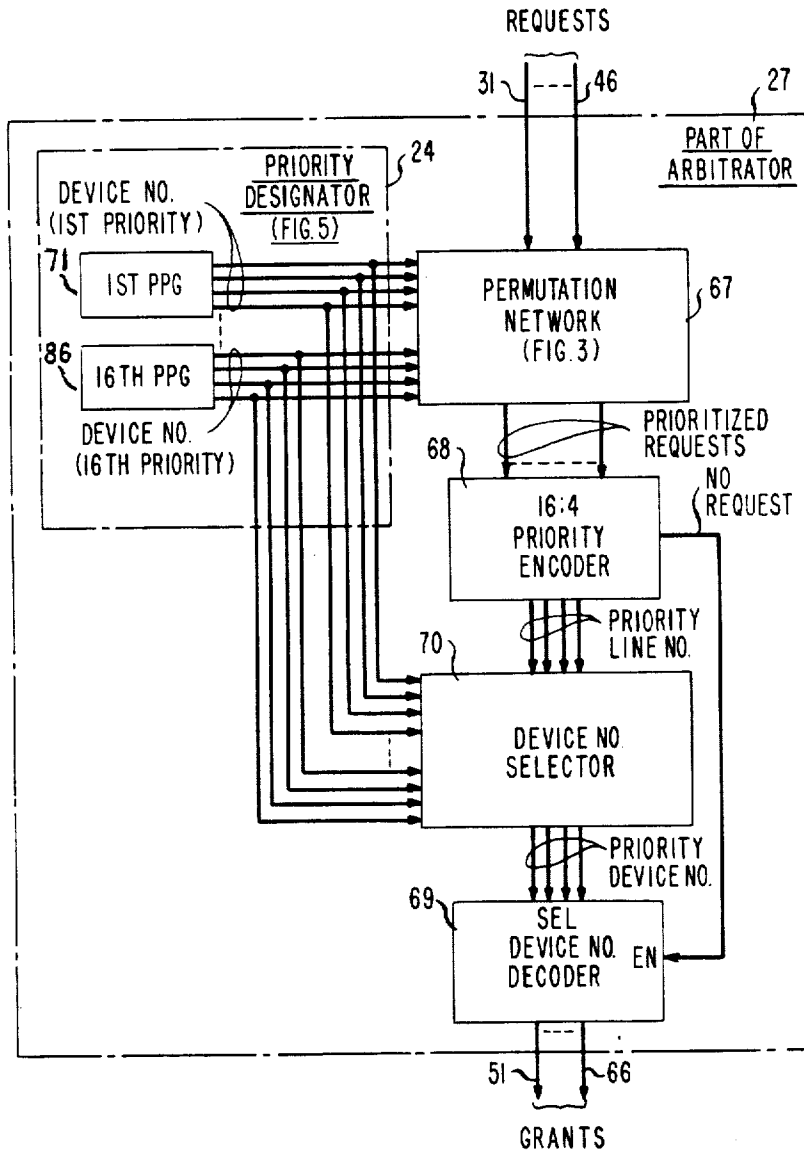 REQUESTS
31
46
27
PART OF
ARBITRATOR
24
PRIORITY
DESIGNATOR
(FIG. 5)
DEVICE NO.
(1ST PRIORITY)
71
1ST PPG
86
16TH PPG
DEVICE NO.
(16TH PRIORITY)
PERMUTATION
NETWORK
(FIG. 3)
67
PRIORITIZED
REQUESTS
68
NO
REQUEST
16:4
PRIORITY
ENCODER
PRIORITY
LINE NO.
70
DEVICE NO.
SELECTOR
PRIORITY
DEVICE NO.
69
SEL
DEVICE NO.
DECODER
EN
51
66
GRANTS